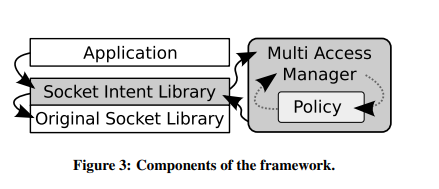 Application
Socket Intent Library
Original Socket Library
Multi Access
Manager
Policy
Figure 3: Components of the framework.